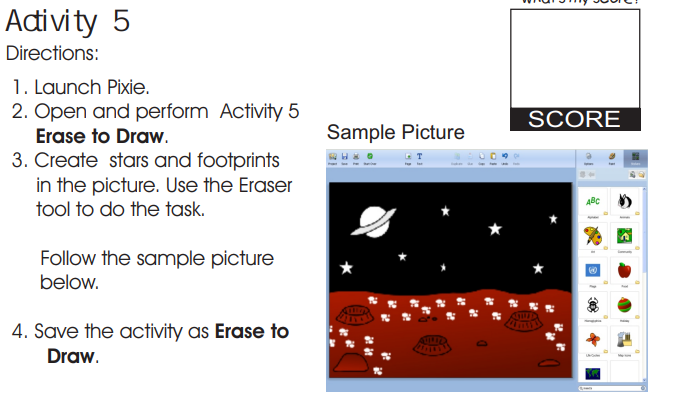 What's my score?
Activity 5
Directions:
1. Launch Pixie.
2. Open and perform Activity 5
Erase to Draw.
3. Create stars and footprints
in the picture. Use the Eraser
tool to do the task.
Follow the sample picture
below.
4. Save the activity as Erase to
Draw.
SCORE
Sample Picture
ABC